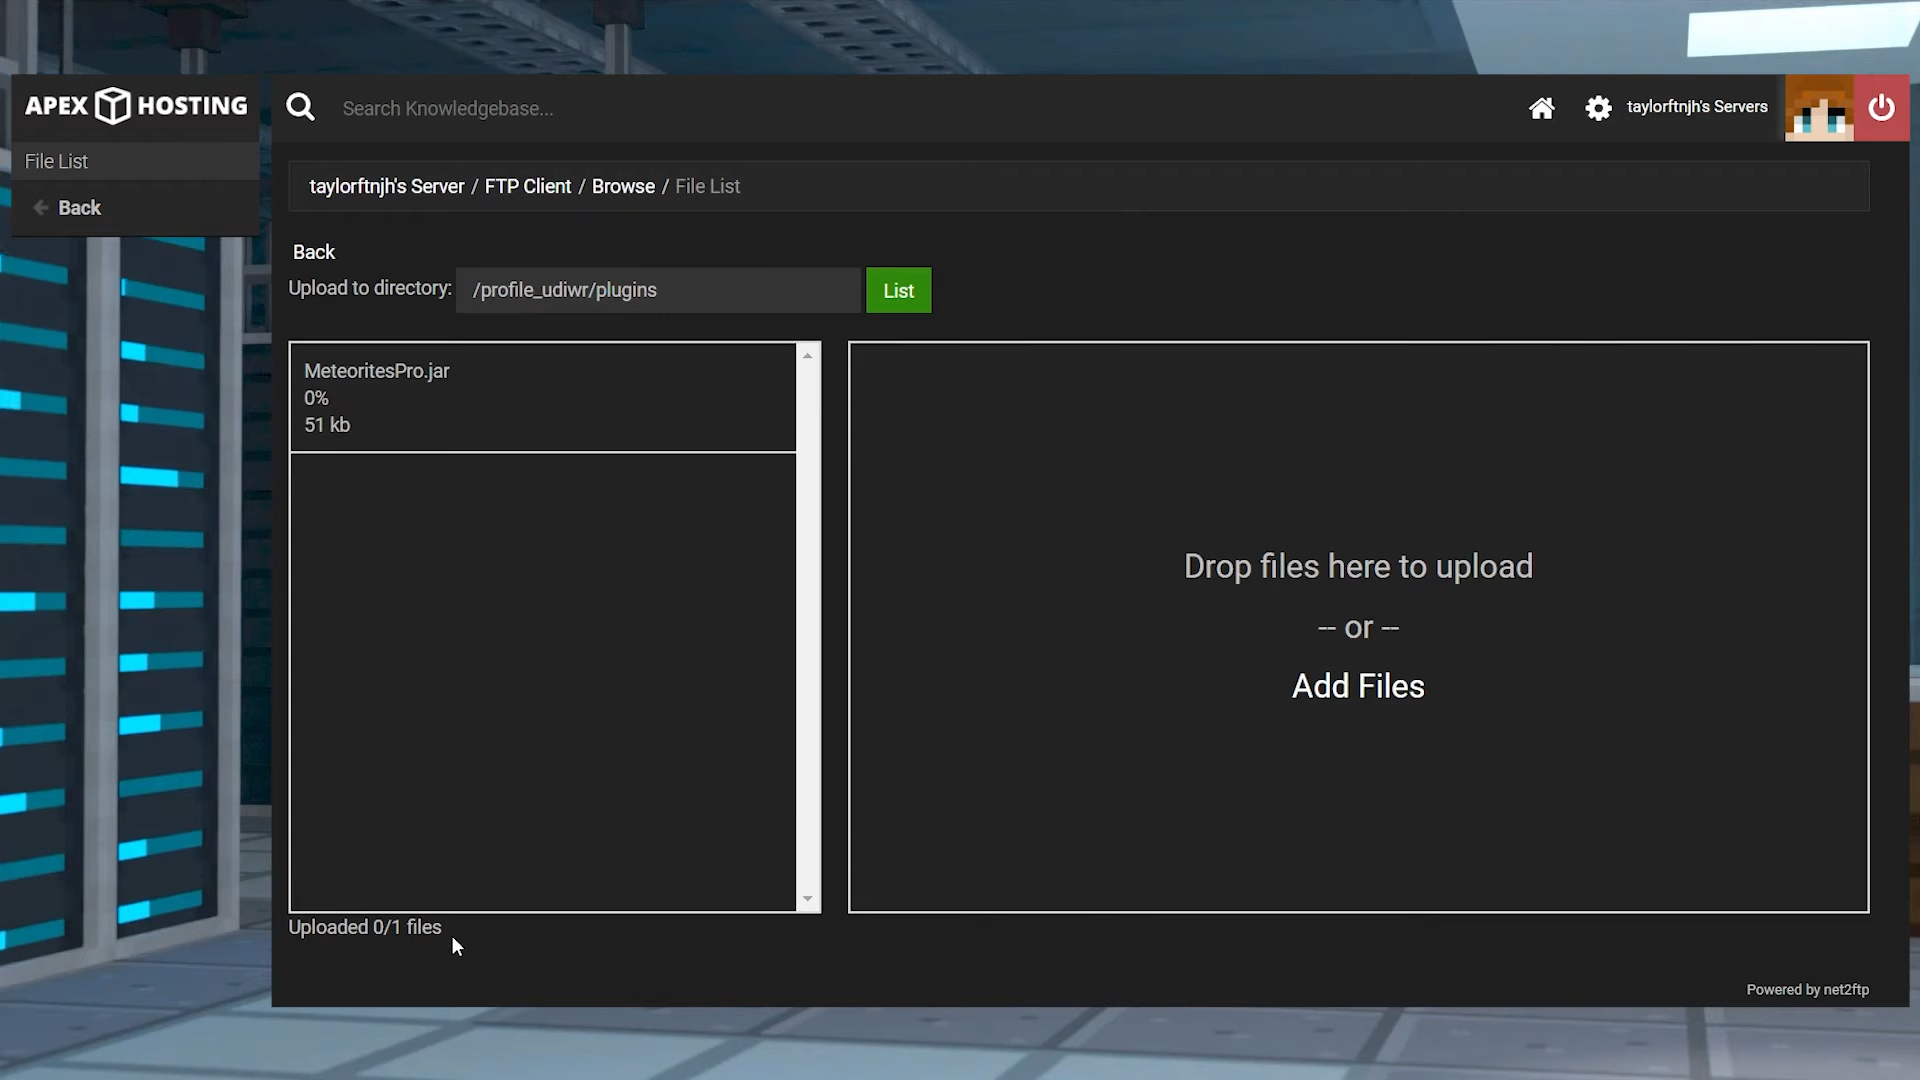 APEX HOSTING
Search Knowledgebase...
taylorftnjh's Servers
File List
Back
taylorftnjh's Server / FTP Client / Browse / File List
Back
Upload to directory: /profile_udiwr/plugins List
MeteoritesPro.jar
0%
51 kb
Drop files here to upload
-- or --
Add Files
Uploaded 0/1 files
Powered by net2ftp